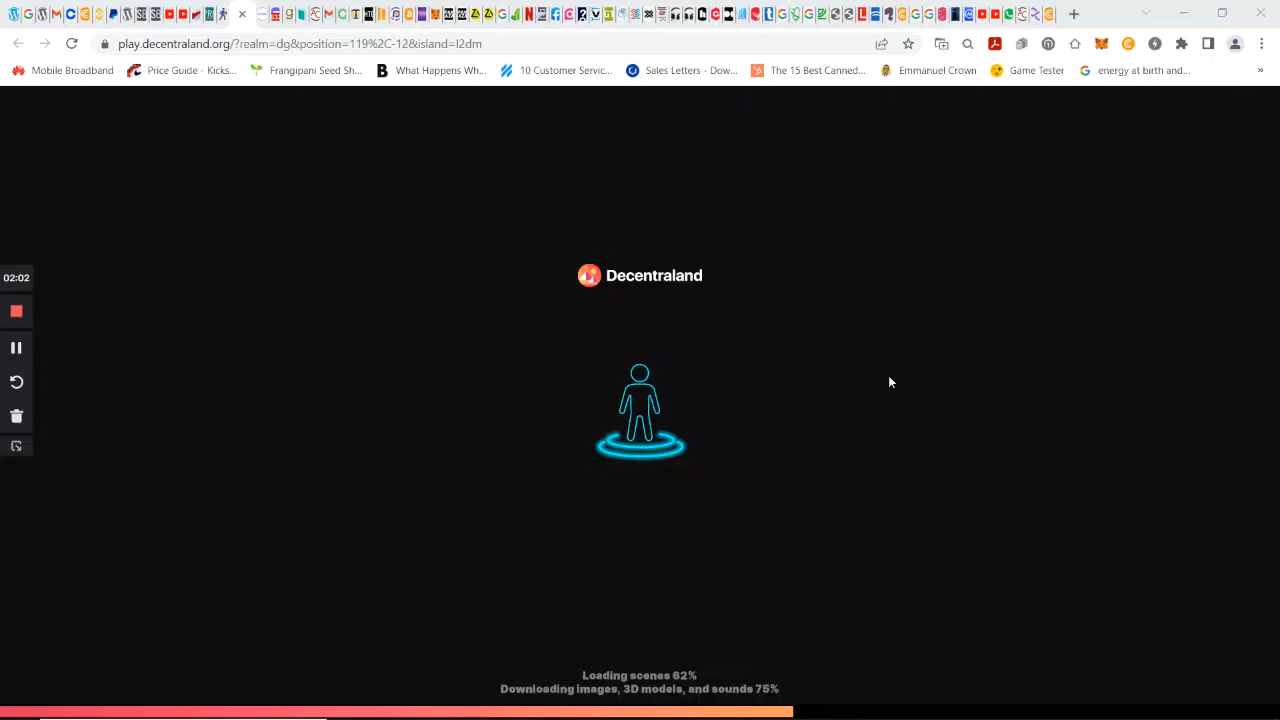 play.decentraland.org/?realm=dg&position=119%2C-12&island=I2dm
Mobile Broadband
Price Guide - Kicks...
Frangipani Seed Sh...
What Happens Wh...
10 Customer Servic...
Sales Letters - Dow...
The 15 Best Canned...
Emmanuel Crown
Game Tester
energy at birth and...
»
02:02
Decentraland
Loading scenes 62%
Downloading images, 3D models, and sounds 75%